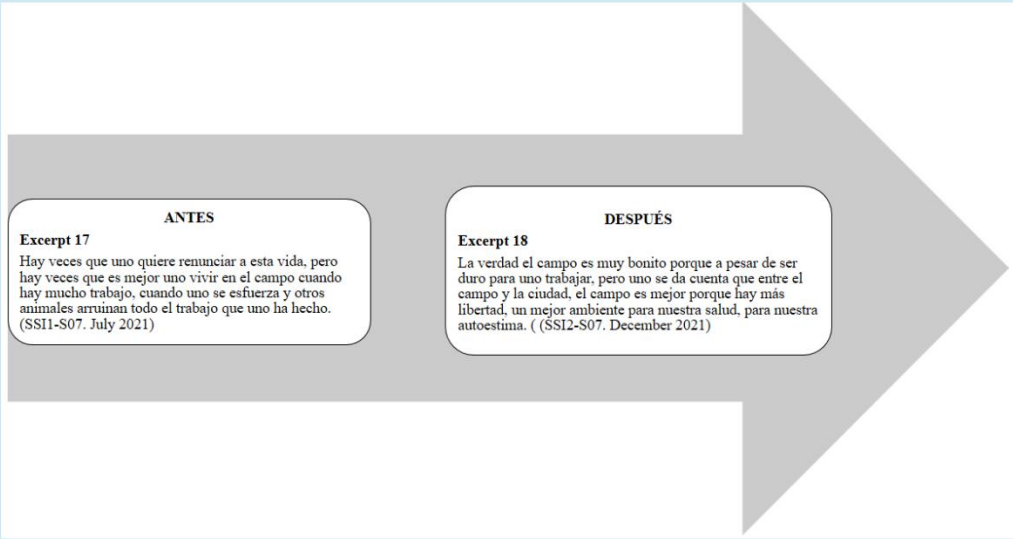 ANTES
Excerpt 17
Hay veces que uno quiere renunciar a esta vida, pero
hay veces que es mejor uno vivir en el campo cuando
hay mucho trabajo, cuando uno se esfuerza y otros
animales arruinan todo el trabajo que uno ha hecho.
(SSI1-S07. July 2021)
DESPUÉS
Excerpt 18
La verdad el campo es muy bonito porque a pesar de ser
duro para uno trabajar, pero uno se da cuenta que entre el
campo y la ciudad, el campo es mejor porque hay más
libertad, un mejor ambiente para nuestra salud, para nuestra
autoestima. ( (SSI2-S07. December 2021)